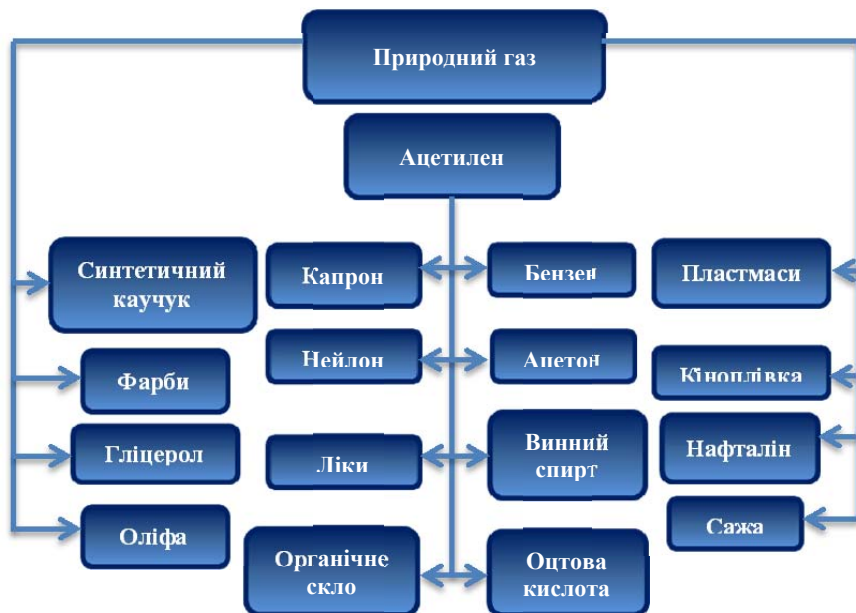 Природний газ
Ацетилен
Синтетичний
каучук
Капрон
Бензен
Пластмаси
Фарби
Нейлон
Ацетон
Кіноплівка
Гліцерол
Ліки
Винний
спирт
Нафталін
Оліфа
Органічне
скло
Оцтова
кислота
Сажа